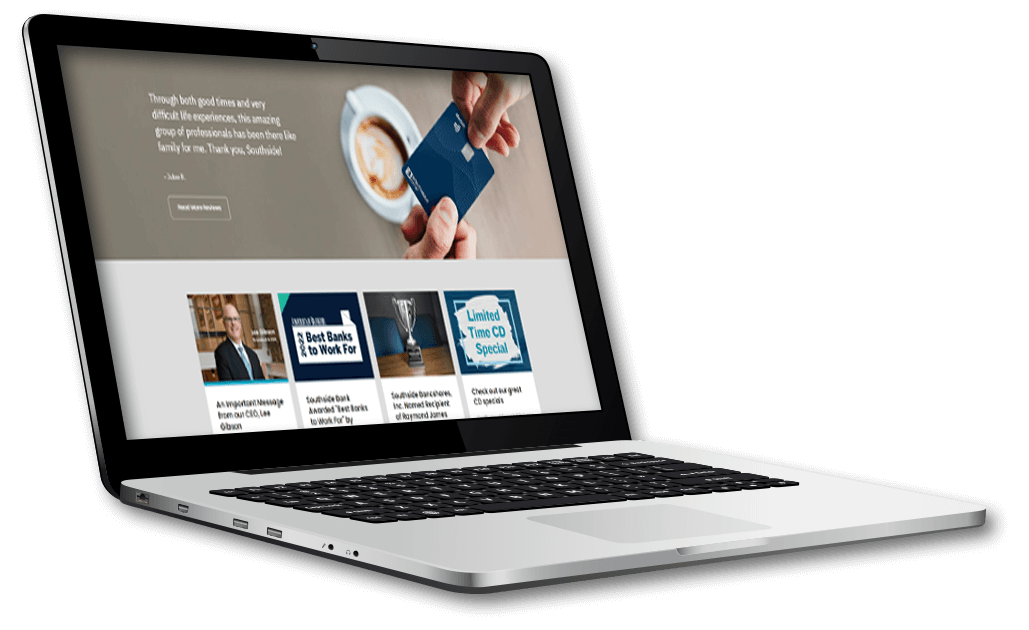 Through both good times and very
difficult life experiences, this amazing
group of professionals has been there like
family for me. Thank you, Southside!
Read More Reviews
2022
Best Banks
to Work For
Limited
Time CD
Special
An Important Message
from our CEO, Lee
Gibson
Southside Bank
Awarded "Best Banks
to Work For" by
Southside Bancshares,
Inc. Named Recipient
of Raymond James
Check out our great
CD specials